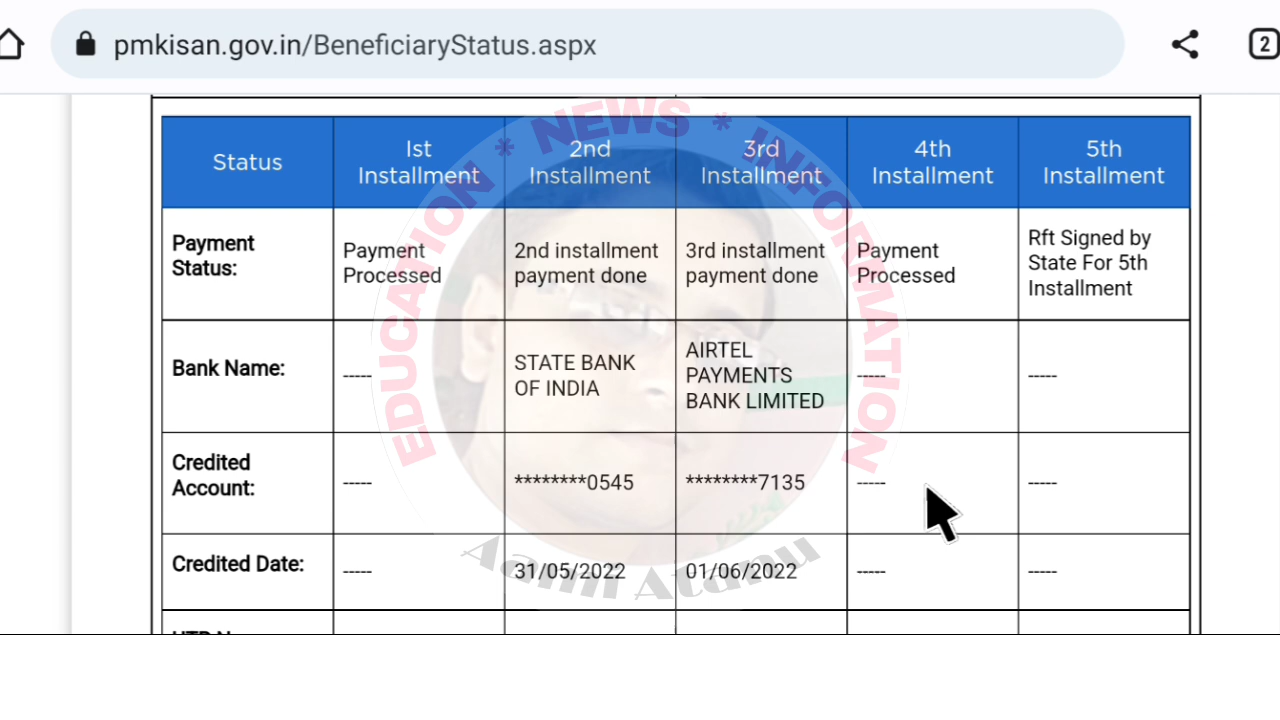 pmkisan.gov.in/BeneficiaryStatus.aspx
2
Status
Ist
Installment
2nd
Installment
3rd
Installment
4th
Installment
5th
Installment
Payment
Status:
Payment
Processed
2nd installment
payment done
3rd installment
payment done
Payment
Processed
Rft Signed by
State For 5th
Installment
Bank Name:
-----
STATE BANK
OF INDIA
AIRTEL
PAYMENTS
BANK LIMITED
-----
-----
Credited
Account:
-----
********0545
********7135
-----
-----
Credited Date:
-----
31/05/2022
01/06/2022
-----
-----
EDUCATION * NEWS * INFORMATION
Aami Atanu